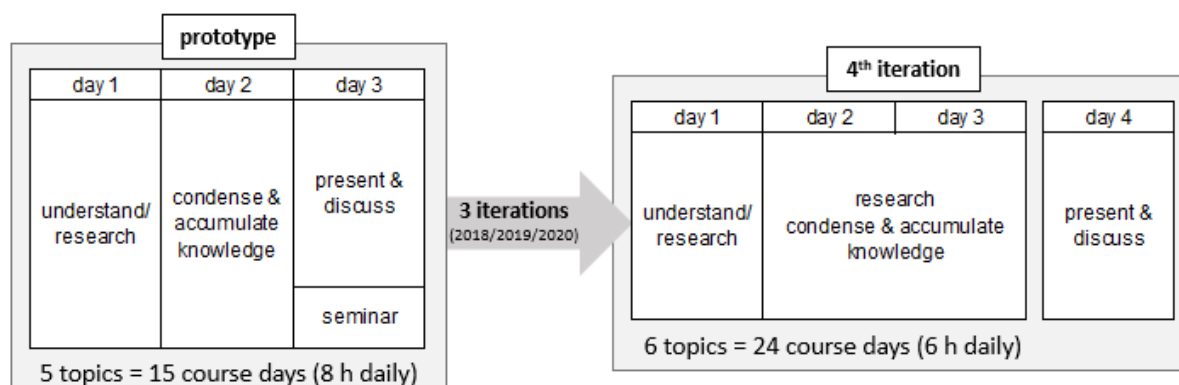 prototype
day 1
day 2
day 3
understand/
research
condense &
accumulate
knowledge
present &
discuss
seminar
5 topics = 15 course days (8 h daily)
3 iterations
(2018/2019/2020)
4th iteration
day 1
day 2
day 3
day 4
understand/
research
research
condense & accumulate
knowledge
present &
discuss
6 topics = 24 course days (6 h daily)